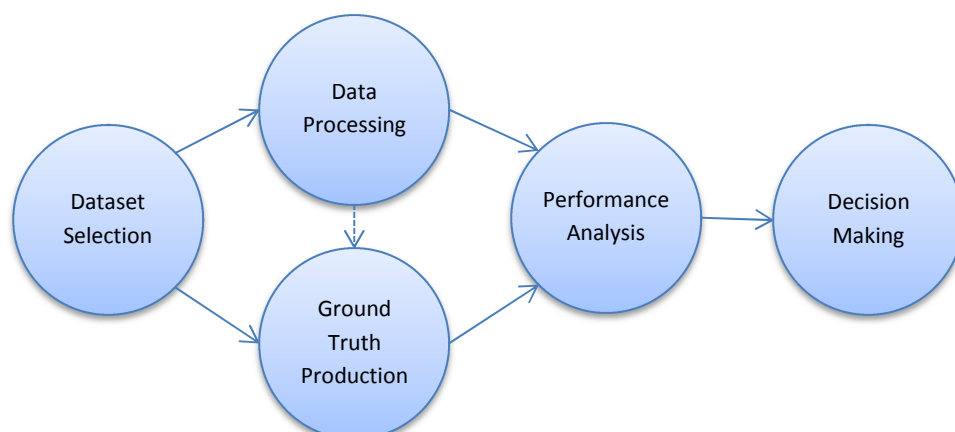 Data
Processing
Dataset
Selection
Performance
Analysis
Decision
Making
Ground
Truth
Production